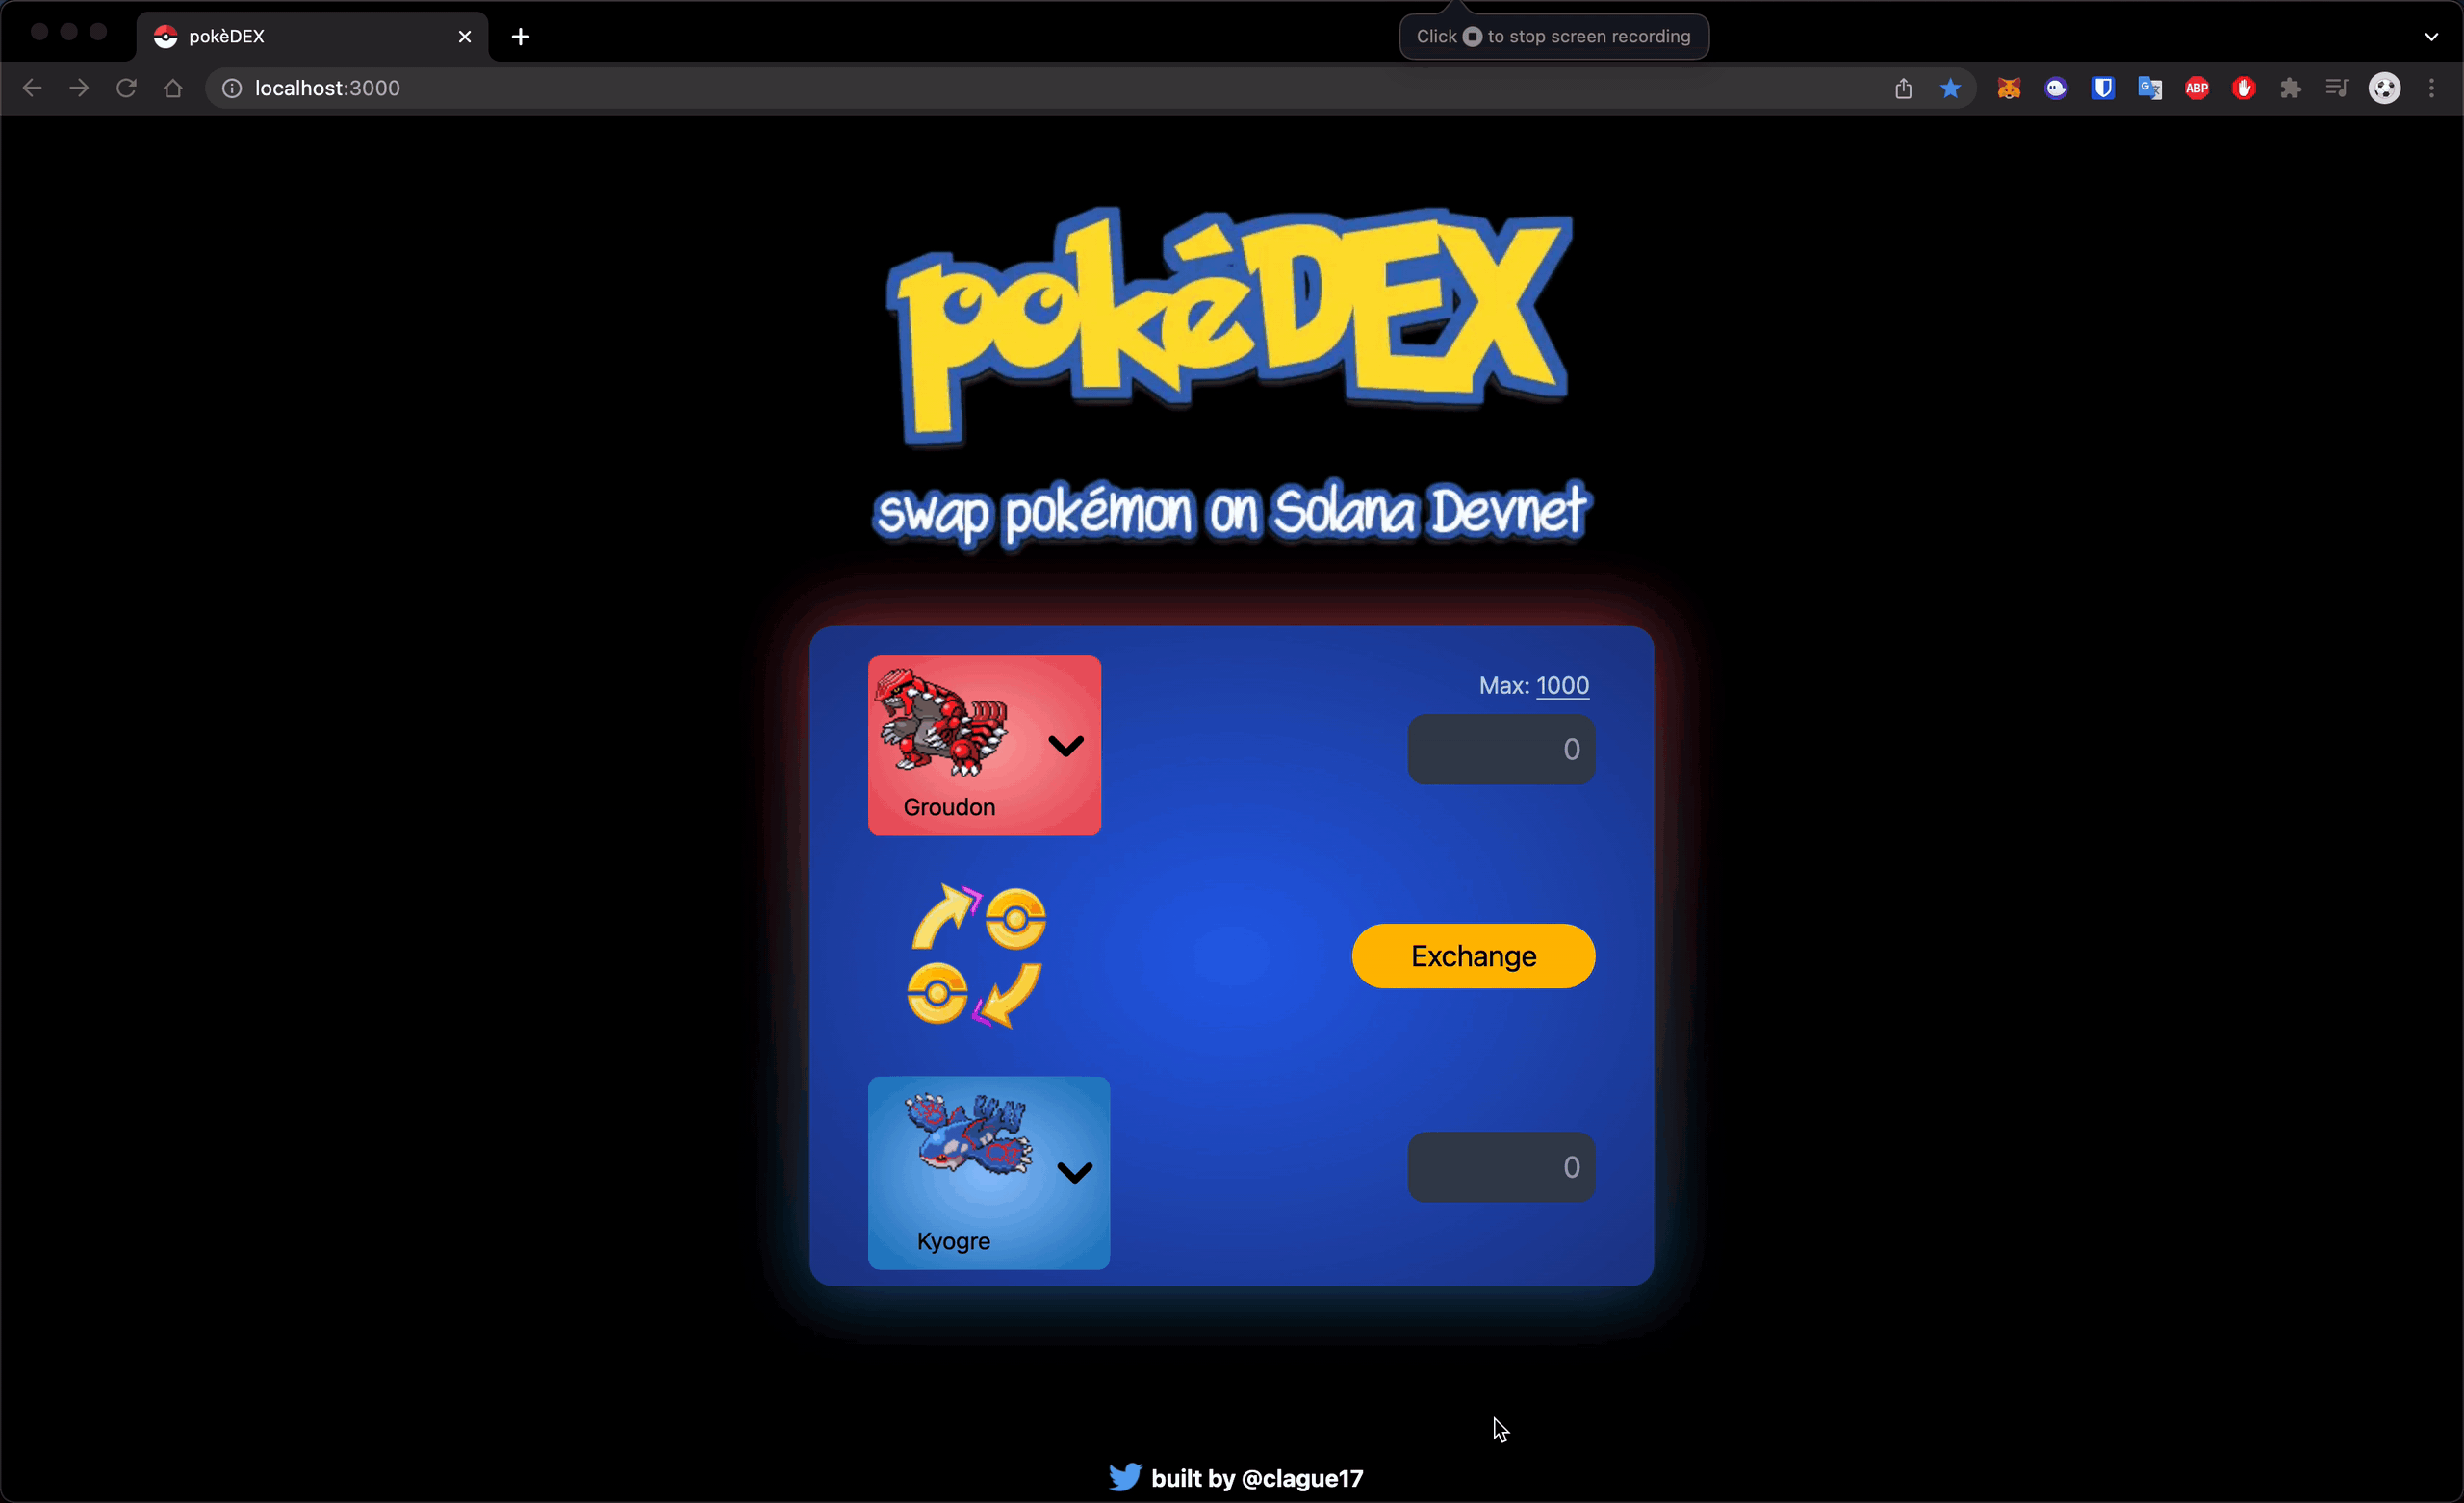 pokèDEX
Click to stop screen recording
localhost:3000
ABP
pokèDEX
swap pokémon on Solana Devnet
Max: 1000
0
Groudon
Exchange
0
Kyogre
built by @clague17